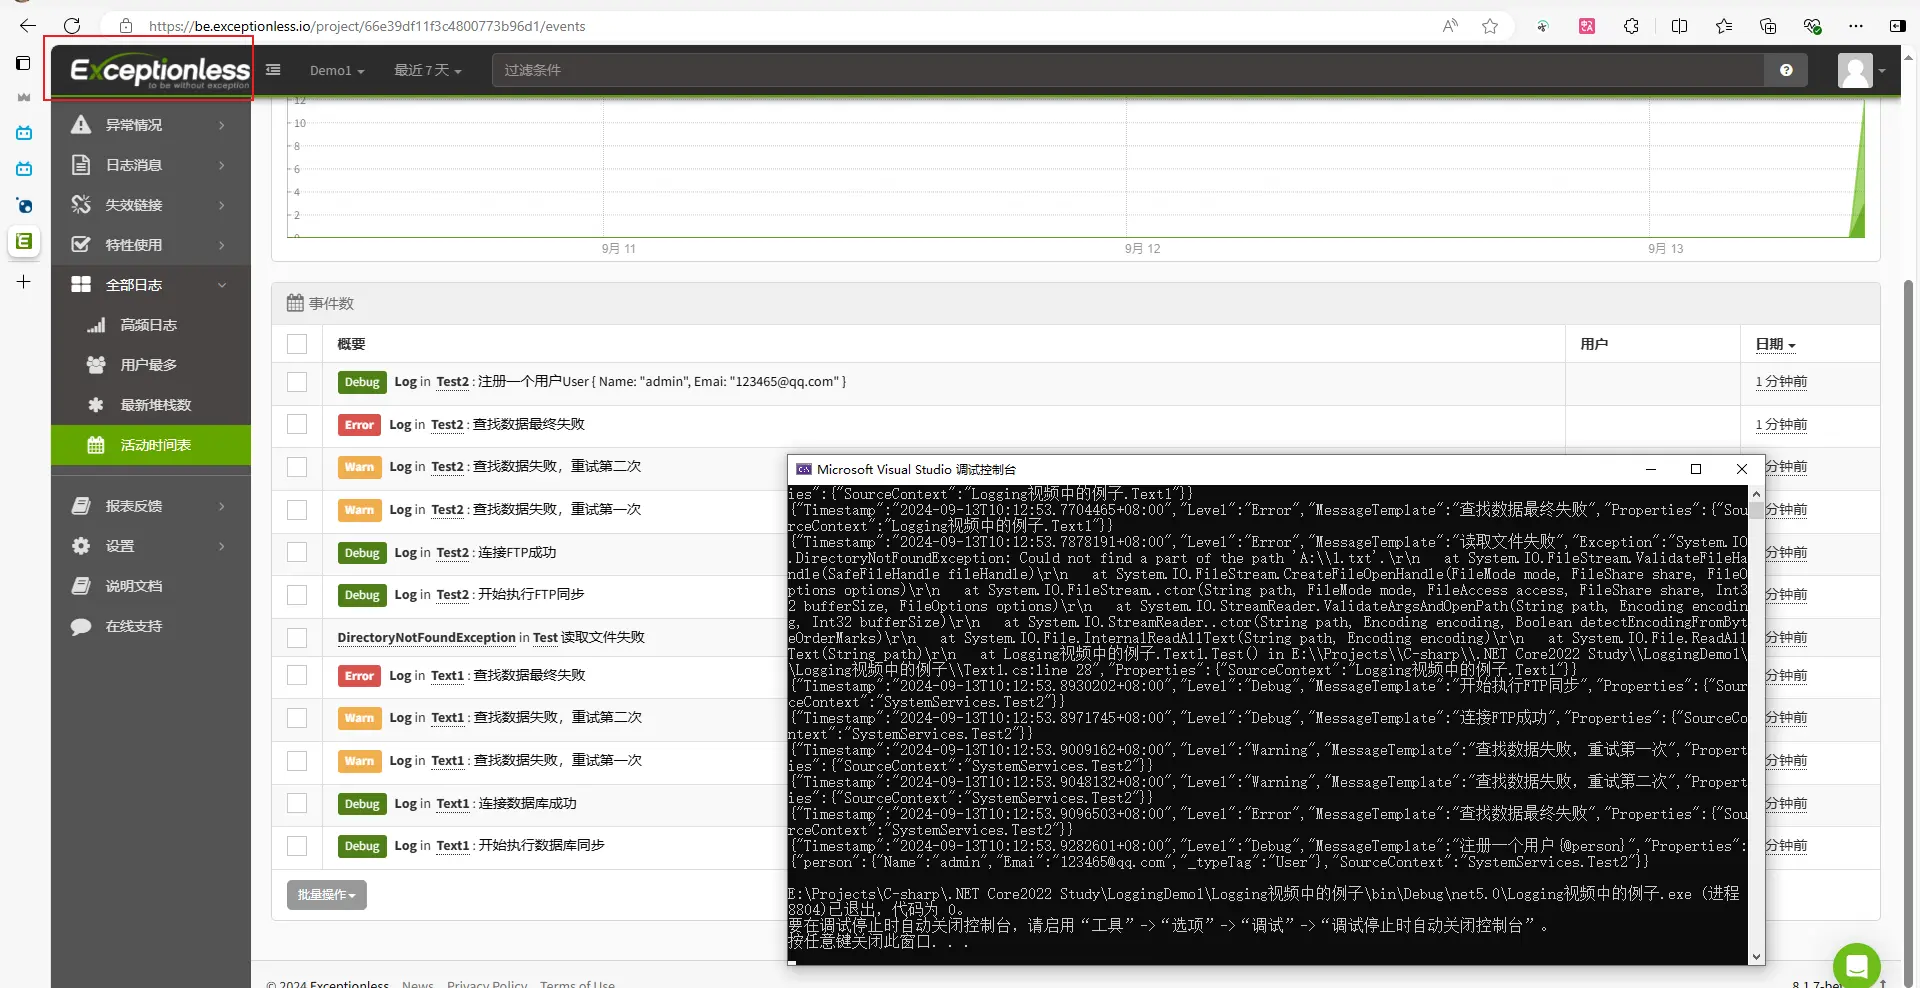 https://be.exceptionless.io/project/66e39df11f3c4800773b96d1/events
Exceptionless
to be without exception
Demo1
最近 7 天
过滤条件
异常情况
日志消息
失效链接
特性使用
全部日志
高频日志
用户最多
最新堆栈数
活动时间表
报表反馈
设置
说明文档
在线支持
12
10
8
6
4
2
0
9月 11
9月 12
9月 13
事件数
概要 用户 日期
Debug Log in Test2 : 注册一个用户User { Name: "admin", Emai: "123465@qq.com" } 1 分钟前
Error Log in Test2 : 查找数据最终失败 1 分钟前
Warn Log in Test2 : 查找数据失败，重试第二次 分钟前
Warn Log in Test2 : 查找数据失败，重试第一次 分钟前
Debug Log in Test2 : 连接FTP成功 分钟前
Debug Log in Test2 : 开始执行FTP同步 分钟前
DirectoryNotFoundException in Test 读取文件失败 分钟前
Error Log in Text1 : 查找数据最终失败 分钟前
Warn Log in Text1 : 查找数据失败，重试第二次 分钟前
Warn Log in Text1 : 查找数据失败，重试第一次 分钟前
Debug Log in Text1 : 连接数据库成功 分钟前
Debug Log in Text1 : 开始执行数据库同步 分钟前
批量操作
Microsoft Visual Studio 调试控制台
ies":{"SourceContext":"Logging视频中的例子.Text1"}}
{"Timestamp":"2024-09-13T10:12:53.7704465+08:00","Level":"Error","MessageTemplate":"查找数据最终失败","Properties":{"Sou
rceContext":"Logging视频中的例子.Text1"}}
{"Timestamp":"2024-09-13T10:12:53.7878191+08:00","Level":"Error","MessageTemplate":"读取文件失败","Exception":"System.IO
.DirectoryNotFoundException: Could not find a part of the path 'A:\\1.txt'.\r\n   at System.IO.FileStream.ValidateFileHa
ndle(SafeFileHandle fileHandle)\r\n   at System.IO.FileStream.CreateFileOpenHandle(FileMode mode, FileShare share, FileO
ptions options)\r\n   at System.IO.FileStream..ctor(String path, FileMode mode, FileAccess access, FileShare share, Int3
2 bufferSize, FileOptions options)\r\n   at System.IO.StreamReader.ValidateArgsAndOpenPath(String path, Encoding encodin
g, Int32 bufferSize)\r\n   at System.IO.StreamReader..ctor(String path, Encoding encoding, Boolean detectEncodingFromByt
eOrderMarks)\r\n   at System.IO.File.InternalReadAllText(String path, Encoding encoding)\r\n   at System.IO.File.ReadAll
Text(String path)\r\n   at Logging视频中的例子.Text1.Test() in E:\\Projects\\C-sharp\\.NET Core2022 Study\\LoggingDemo1\
\Logging视频中的例子\\Text1.cs:line 28","Properties":{"SourceContext":"Logging视频中的例子.Text1"}}
{"Timestamp":"2024-09-13T10:12:53.8930202+08:00","Level":"Debug","MessageTemplate":"开始执行FTP同步","Properties":{"Sour
ceContext":"SystemServices.Test2"}}
{"Timestamp":"2024-09-13T10:12:53.8971745+08:00","Level":"Debug","MessageTemplate":"连接FTP成功","Properties":{"SourceCo
ntext":"SystemServices.Test2"}}
{"Timestamp":"2024-09-13T10:12:53.9009162+08:00","Level":"Warning","MessageTemplate":"查找数据失败，重试第一次","Propert
ies":{"SourceContext":"SystemServices.Test2"}}
{"Timestamp":"2024-09-13T10:12:53.9048132+08:00","Level":"Warning","MessageTemplate":"查找数据失败，重试第二次","Propert
ies":{"SourceContext":"SystemServices.Test2"}}
{"Timestamp":"2024-09-13T10:12:53.9096503+08:00","Level":"Error","MessageTemplate":"查找数据最终失败","Properties":{"Sou
rceContext":"SystemServices.Test2"}}
{"Timestamp":"2024-09-13T10:12:53.9282601+08:00","Level":"Debug","MessageTemplate":"注册一个用户{@person}","Properties":
{"person":{"Name":"admin","Emai":"123465@qq.com","_typeTag":"User"},"SourceContext":"SystemServices.Test2"}}
E:\Projects\C-sharp\.NET Core2022 Study\LoggingDemo1\Logging视频中的例子\bin\Debug\net5.0\Logging视频中的例子.exe (进程
8804)已退出，代码为 0。
要在调试停止时自动关闭控制台，请启用“工具”->“选项”->“调试”->“调试停止时自动关闭控制台”。
按任意键关闭此窗口. . .
© 2024 Exceptionless News Privacy Policy Terms of Use